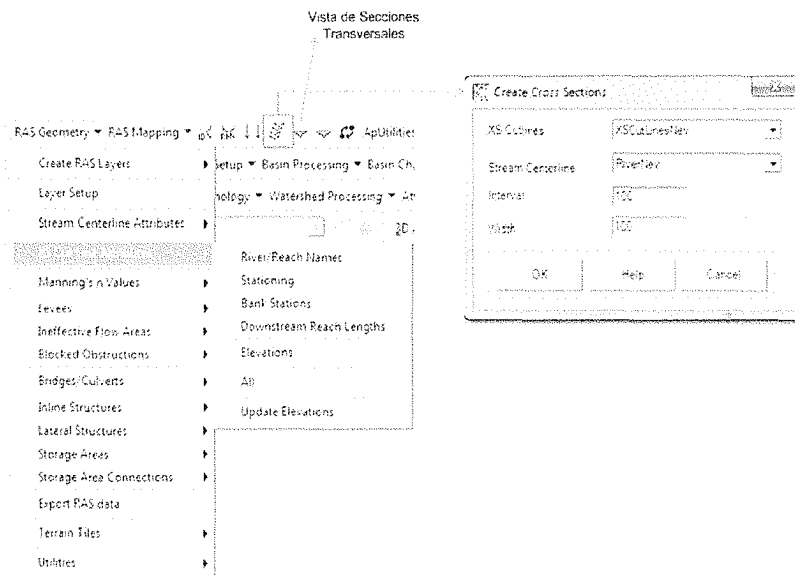 Vista de Secciones
Transversales
Create Cross Sections
XS Cutlines
XSCutLinesNew
Stream Centerline
RiverNew
Interval
100
Width
100
OK
Help
Cancel
RAS Geometry
RAS Mapping
ApUtilities
Setup
Basin Processing
Basin Ch
Watershed Processing
3D
Create RAS Layers
Layer Setup
Stream Centerline Attributes
Manning's n Values
Levees
Ineffective Flow Areas
Blocked Obstructions
Bridges/Culverts
Inline Structures
Lateral Structures
Storage Areas
Storage Area Connections
Export RAS data
Terrain Tiles
Utilities
River/Reach Names
Stationing
Bank Stations
Downstream Reach Lengths
Elevations
All
Update Elevations